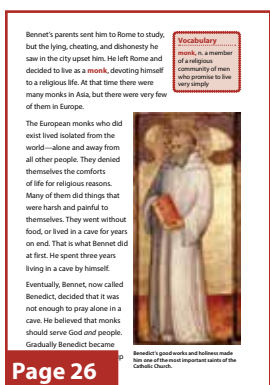 Bennet's parents sent him to Rome to study,
but the lying, cheating, and dishonesty he
saw in the city upset him. He left Rome and
decided to live as a monk, devoting himself
to a religious life. At that time there were
many monks in Asia, but there were very few
of them in Europe.
Vocabulary
monk, n. a member
of a religious
community of men
who promise to live
very simply
The European monks who did
exist lived isolated from the
world—alone and away from
all other people. They denied
themselves the comforts
of life for religious reasons.
Many of them did things that
were harsh and painful to
themselves. They went without
food, or lived in a cave for years
on end. That is what Bennet did
at first. He spent three years
living in a cave by himself.
Eventually, Bennet, now called
Benedict, decided that it was
not enough to pray alone in a
cave. He believed that monks
should serve God and people.
Gradually Benedict became
Benedict's good works and holiness made
him one of the most important saints of the
Catholic Church.
Page 26